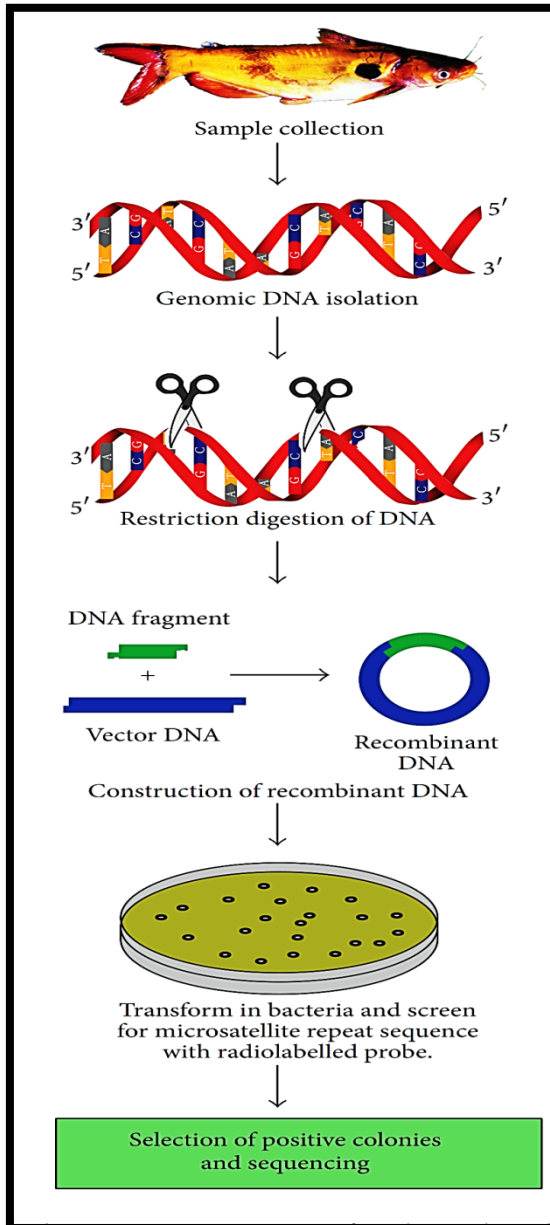 Sample collection
3′ 5′
5′ 3′
T A C G A T G C T A A G C T A G C T A C C
Genomic DNA isolation
3′ 5′
5′ 3′
T A C G G C T A A G C T A C T A C C
Restriction digestion of DNA
DNA fragment
+
Vector DNA
Recombinant
DNA
Construction of recombinant DNA
Transform in bacteria and screen
for microsatellite repeat sequence
with radiolabelled probe.
Selection of positive colonies
and sequencing